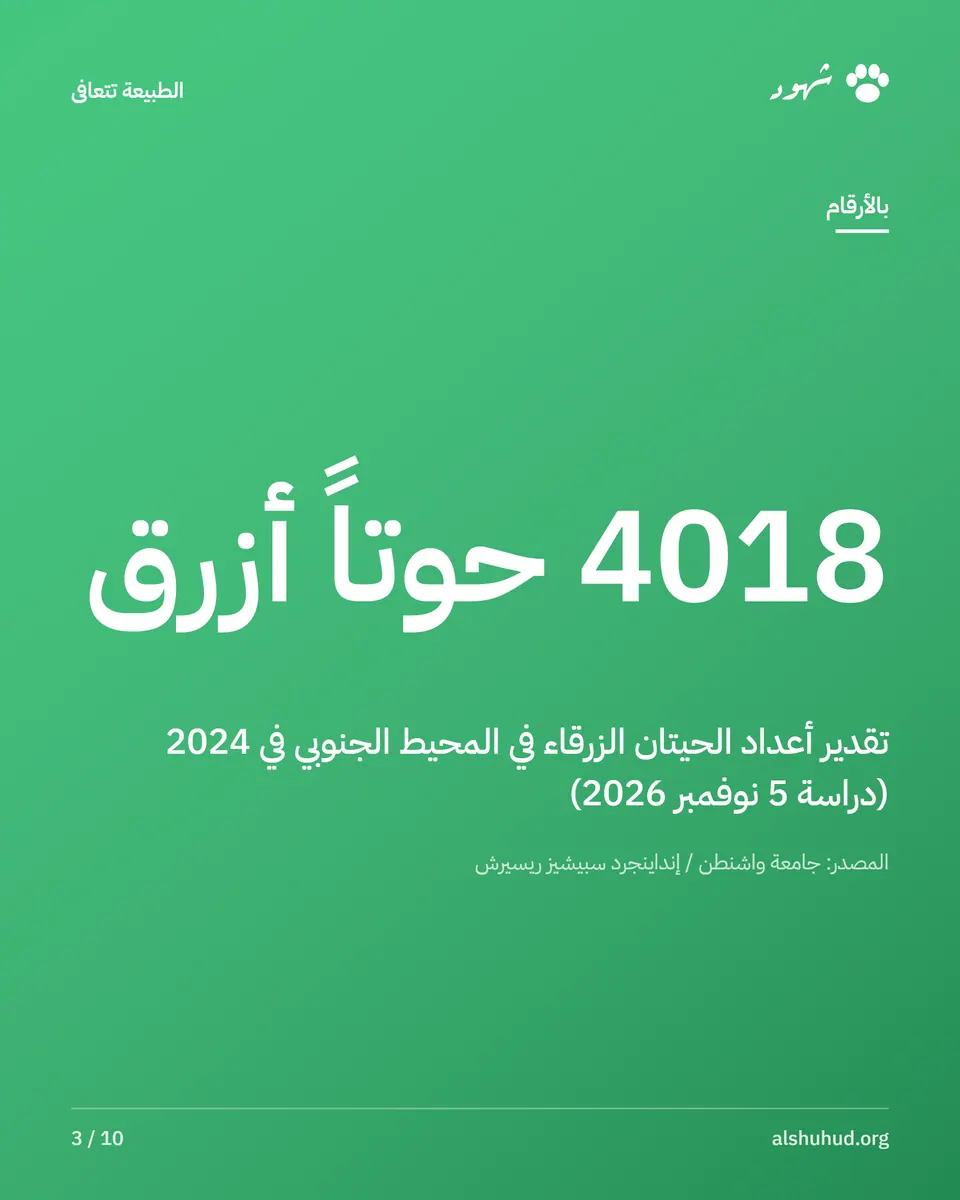 شهود
الطبيعة تتعافى
بالأرقام
4018 حوتاً أزرق
تقدير أعداد الحيتان الزرقاء في المحيط الجنوبي في 2024
(دراسة 5 نوفمبر 2026)
المصدر: جامعة واشنطن / إنداينجرد سبيشيز ريسيرش
alshuhud.org
3 / 10